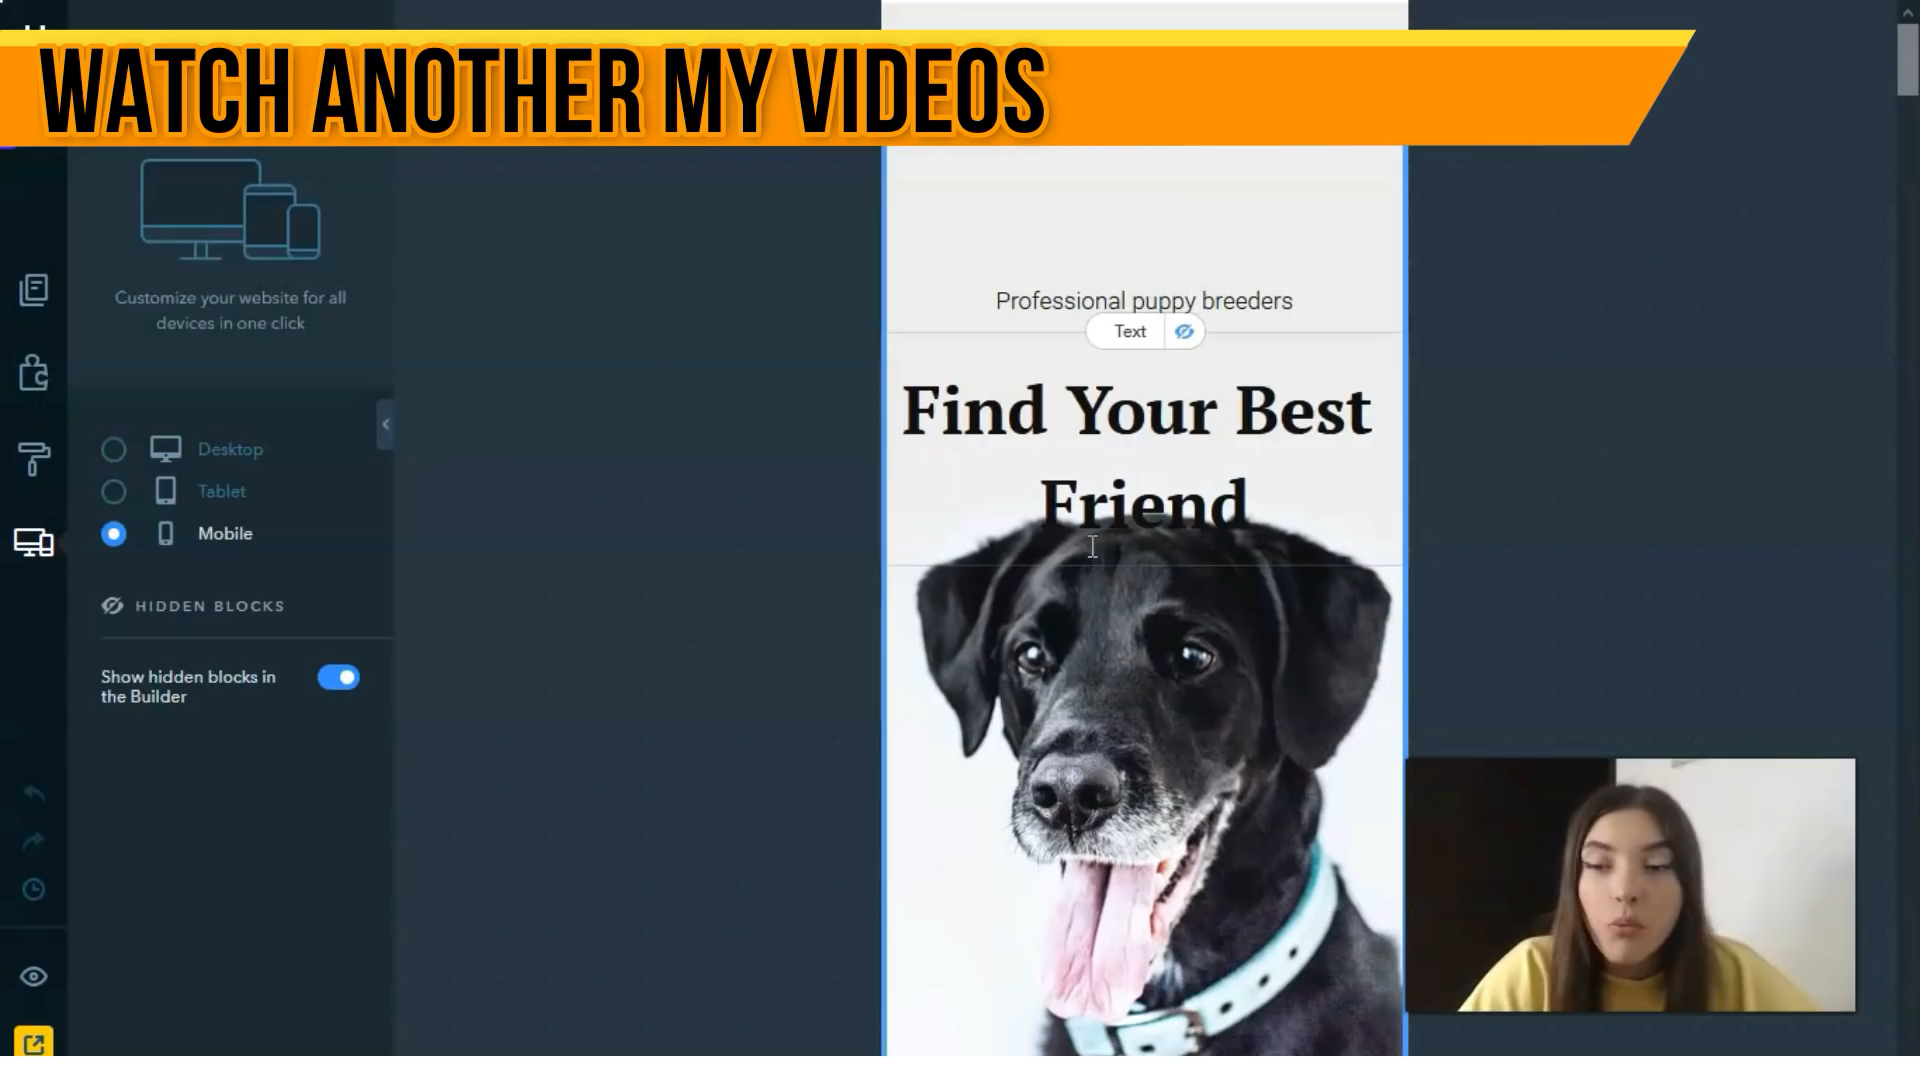 WATCH ANOTHER MY VIDEOS
Customize your website for all
devices in one click
Desktop
Tablet
Mobile
HIDDEN BLOCKS
Show hidden blocks in
the Builder
Professional puppy breeders
Text
Find Your Best
Friend